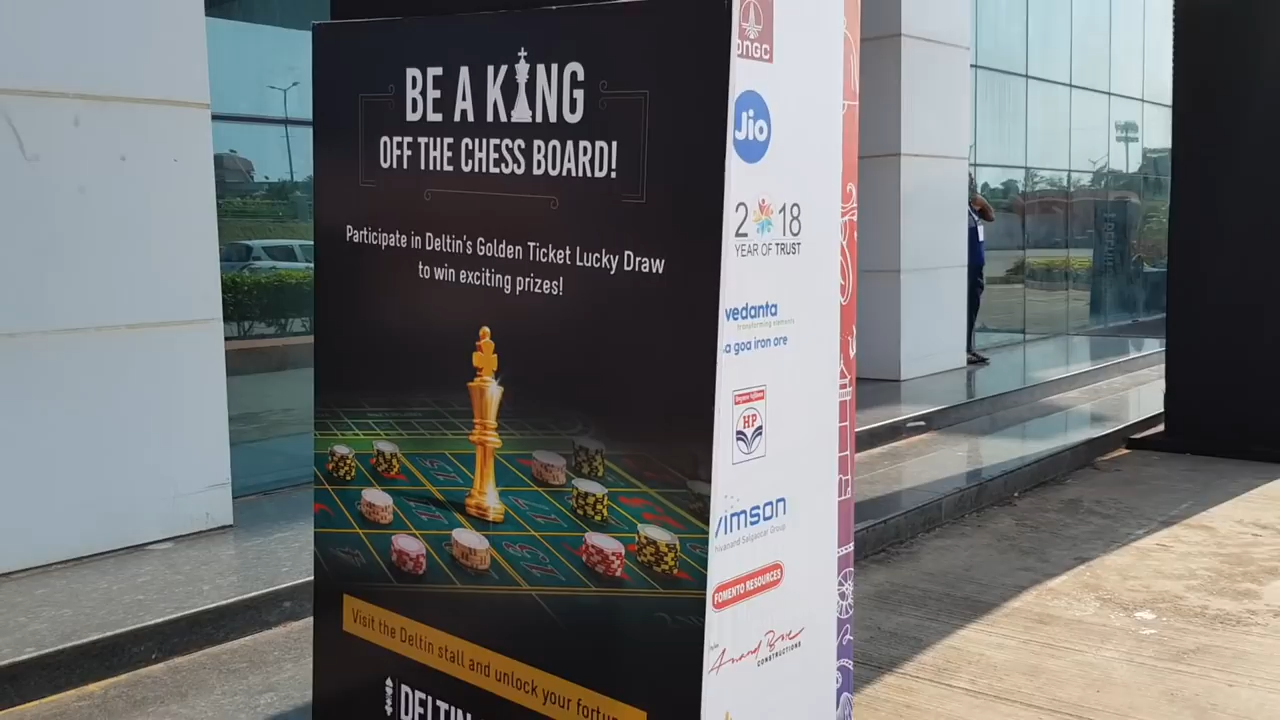 BE A KING
OFF THE CHESS BOARD!
Participate in Deltin's Golden Ticket Lucky Draw
to win exciting prizes!
Visit the Deltin stall and unlock your fortu
DELTIN
ONGC
Jio
2018
YEAR OF TRUST
vedanta
transforming elements
a goa iron ore
HP
vimson
FOMENTO RESOURCES
Anand Bose
CONSTRUCTIONS